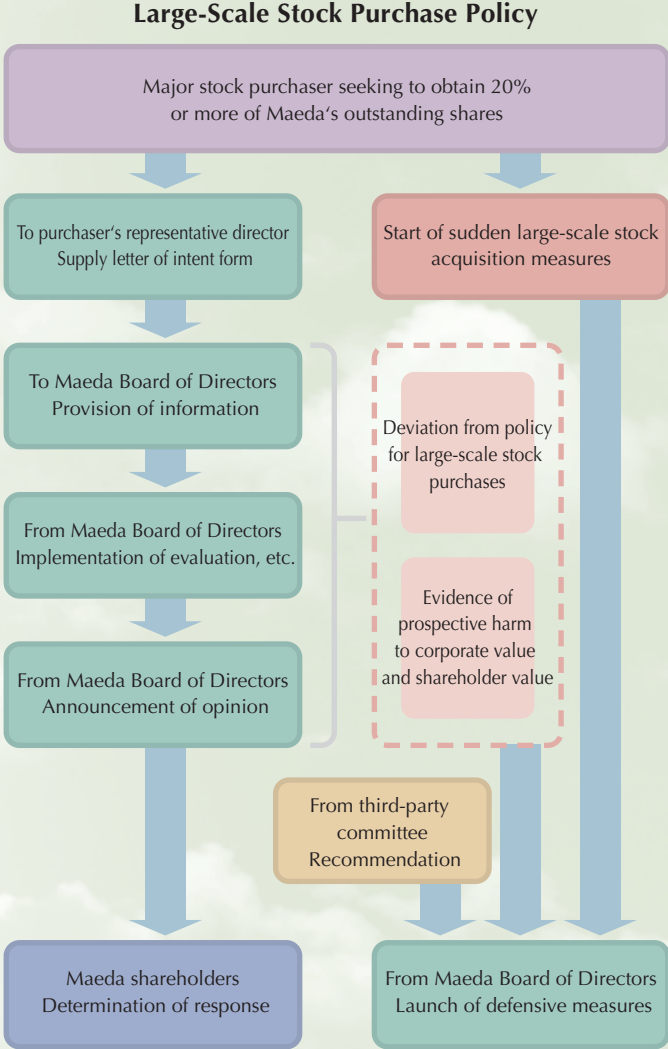 Large-Scale Stock Purchase Policy
Major stock purchaser seeking to obtain 20%
or more of Maeda‘s outstanding shares
To purchaser‘s representative director
Supply letter of intent form
Start of sudden large-scale stock
acquisition measures
To Maeda Board of Directors
Provision of information
Deviation from policy
for large-scale stock
purchases
From Maeda Board of Directors
Implementation of evaluation, etc.
Evidence of
prospective harm
to corporate value
and shareholder value
From Maeda Board of Directors
Announcement of opinion
From third-party
committee
Recommendation
Maeda shareholders
Determination of response
From Maeda Board of Directors
Launch of defensive measures